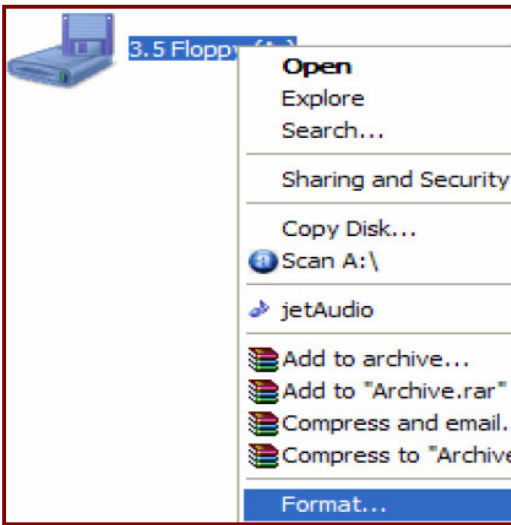 3.5 Floppy (A:)
Open
Explore
Search...
Sharing and Security
Copy Disk...
Scan A:\
jetAudio
Add to archive...
Add to "Archive.rar"
Compress and email.
Compress to "Archive
Format...